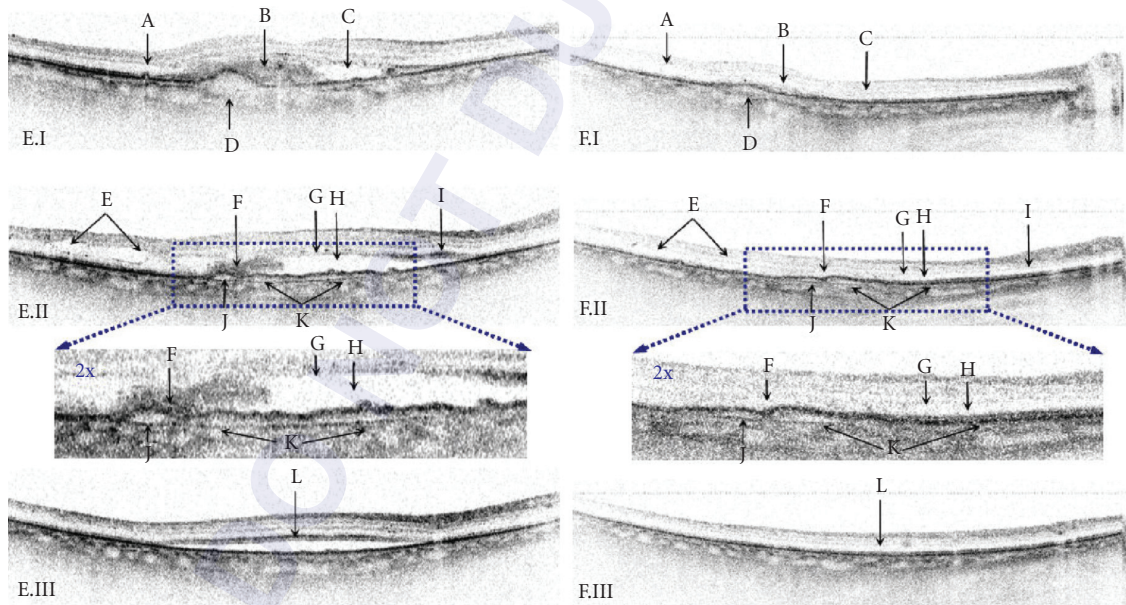 A B C
D
E.I
A B C
D
F.I
E F G H I
J K
E.II
E F G H I
J K
F.II
2x
F G H
J K
2x
F G H
J K
L
E.III
L
F.III